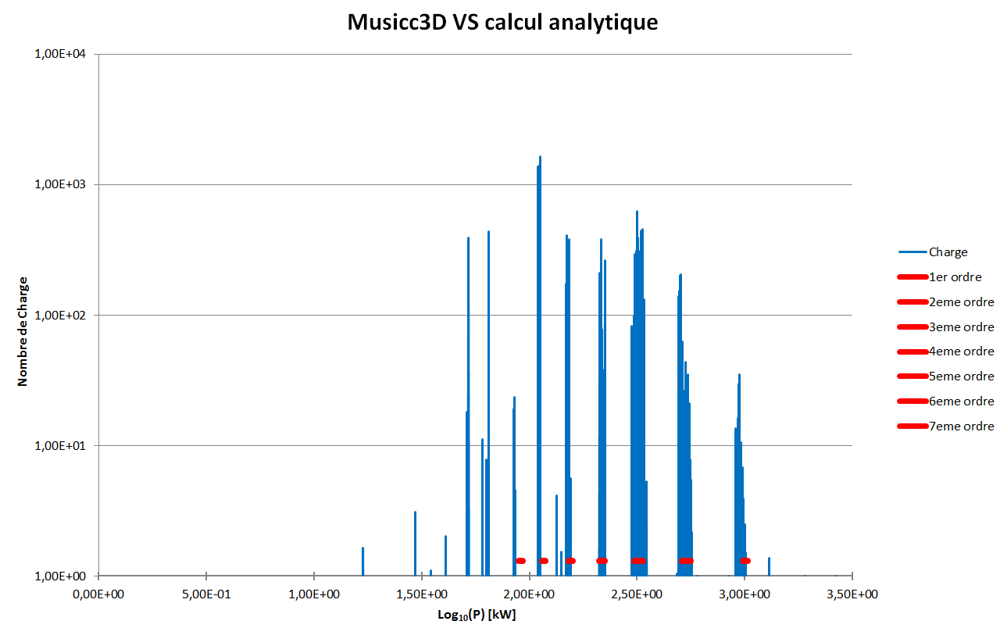 Musicc3D VS calcul analytique
1,00E+04
1,00E+03
1,00E+02
1,00E+01
1,00E+00
Nombre de Charge
0,00E+00 5,00E-01 1,00E+00 1,50E+00 2,00E+00 2,50E+00 3,00E+00 3,50E+00
Log₁₀(P) [kW]
Charge
1er ordre
2eme ordre
3eme ordre
4eme ordre
5eme ordre
6eme ordre
7eme ordre